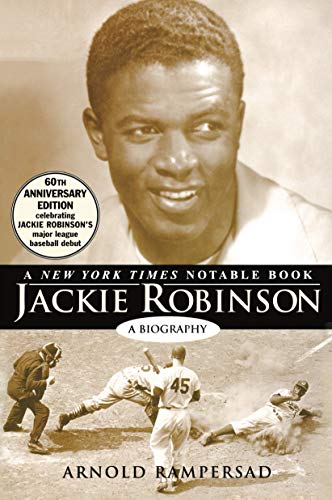 60TH
ANNIVERSARY
EDITION
celebrating
JACKIE ROBINSON'S
major league
baseball debut
A NEW YORK TIMES NOTABLE BOOK
JACKIE ROBINSON
A BIOGRAPHY
45
ARNOLD RAMPERSAD